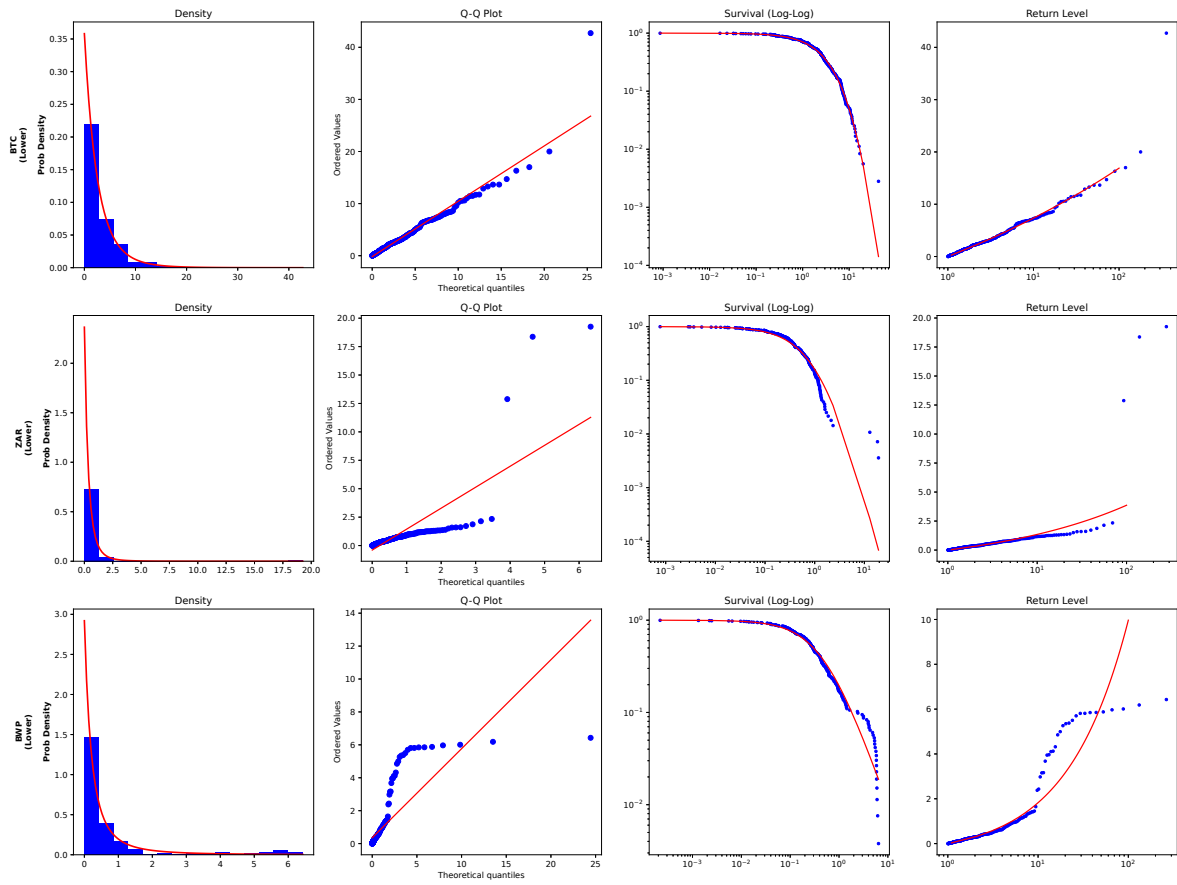 Density
Q-Q Plot
Survival (Log-Log)
Return Level
BTC
(Lower)
Prob Density
0.00
0.05
0.10
0.15
0.20
0.25
0.30
0.35
0 10 20 30 40
Ordered Values
0
10
20
30
40
0 5 10 15 20 25
Theoretical quantiles
10⁰
10⁻¹
10⁻²
10⁻³
10⁻⁴
10⁻³ 10⁻² 10⁻¹ 10⁰ 10¹
0
10
20
30
40
10⁰ 10¹ 10²
Density
Q-Q Plot
Survival (Log-Log)
Return Level
ZAR
(Lower)
Prob Density
0.0
0.5
1.0
1.5
2.0
0.0 2.5 5.0 7.5 10.0 12.5 15.0 17.5 20.0
Ordered Values
0.0
2.5
5.0
7.5
10.0
12.5
15.0
17.5
20.0
0 1 2 3 4 5 6
Theoretical quantiles
10⁰
10⁻¹
10⁻²
10⁻³
10⁻⁴
10⁻³ 10⁻² 10⁻¹ 10⁰ 10¹
0.0
2.5
5.0
7.5
10.0
12.5
15.0
17.5
20.0
10⁰ 10¹ 10²
Density
Q-Q Plot
Survival (Log-Log)
Return Level
BWP
(Lower)
Prob Density
0.0
0.5
1.0
1.5
2.0
2.5
3.0
0 1 2 3 4 5 6
Ordered Values
0
2
4
6
8
10
12
14
0 5 10 15 20 25
Theoretical quantiles
10⁰
10⁻¹
10⁻²
10⁻³ 10⁻² 10⁻¹ 10⁰ 10¹
0
2
4
6
8
10
10⁰ 10¹ 10²